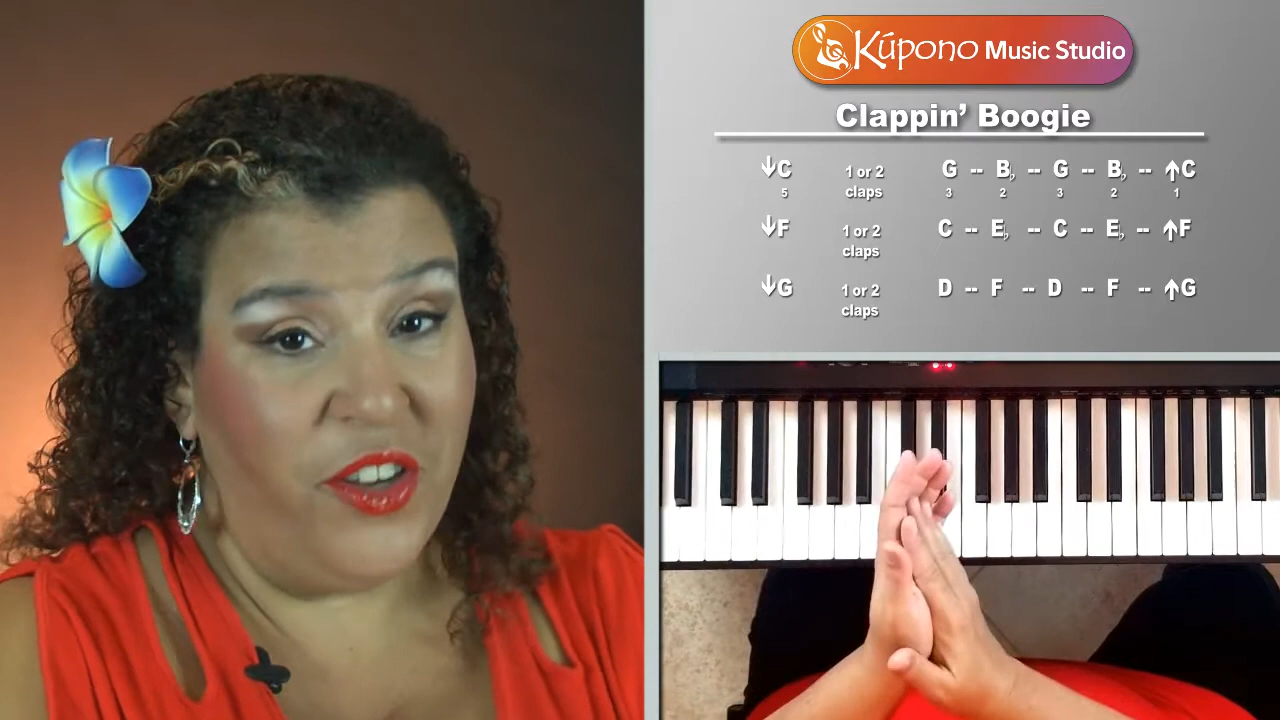 Kúpono Music Studio
Clappin' Boogie
↓C 1 or 2 claps G -- B♭ -- G -- B♭ -- ↑C
5 3 2 3 2 1
↓F 1 or 2 claps C -- E♭ -- C -- E♭ -- ↑F
↓G 1 or 2 claps D -- F -- D -- F -- ↑G